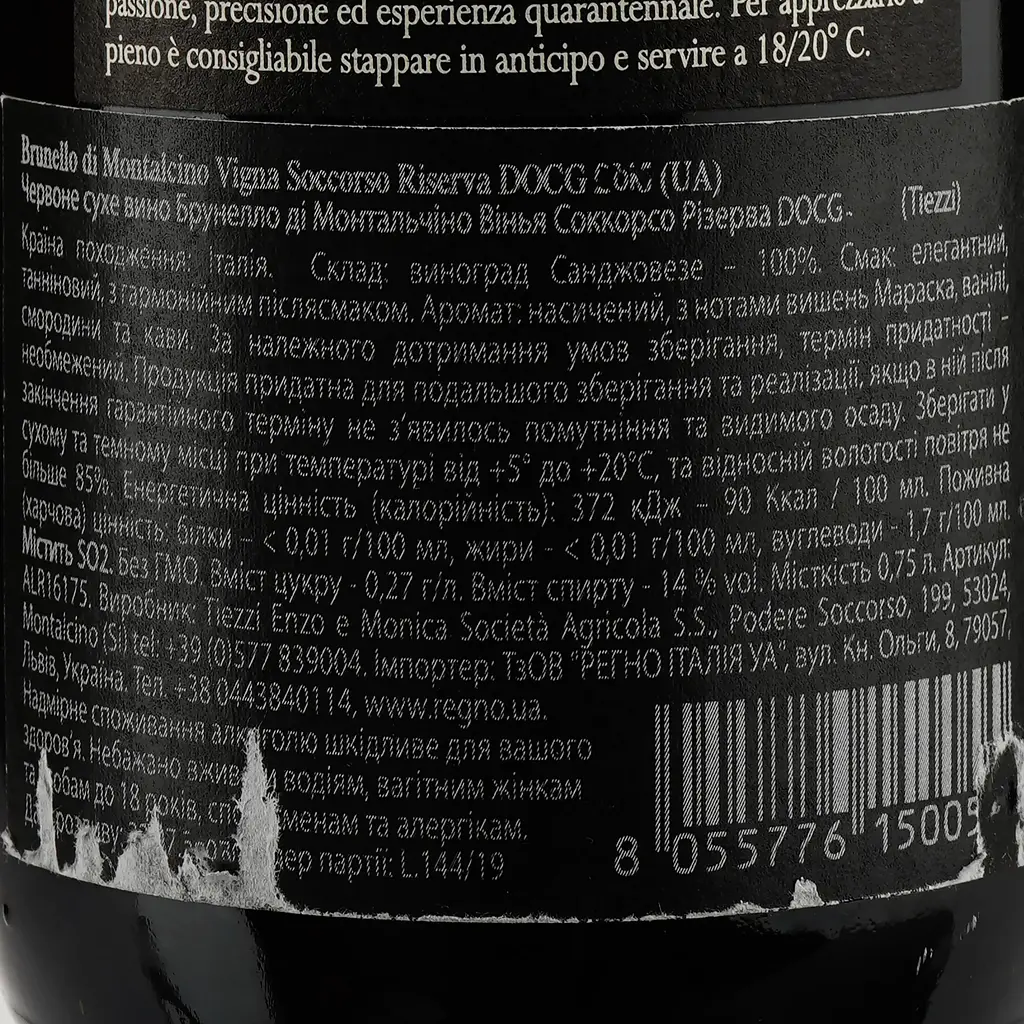 passione, precisione ed esperienza quarantennale. Per apprezzarlo a
pieno è consigliabile stappare in anticipo e servire a 18/20° C.
Brunello di Montalcino Vigna Soccorso Riserva DOCG (UA)
Червоне сухе вино Брунелло ді Монтальчіно Вінья Соккорсо Різерва DOCG- (Tiezzi)
Країна походження: Італія. Склад: виноград Санджовезе – 100%. Смак: елегантний,
танніновий, з гармонійним післясмаком. Аромат: насичений, з нотами вишень Мараска, ванілі,
смородини та кави. За належного дотримання умов зберігання, термін придатності –
необмежений. Продукція придатна для подальшого зберігання та реалізації, якщо в ній після
закінчення гарантійного терміну не з'явилось помутніння та видимого осаду. Зберігати у
сухому та темному місці при температурі від +5° до +20°C, та відносній вологості повітря не
більше 85%. Енергетична цінність (калорійність): 372 кДж – 90 Ккал / 100 мл. Поживна
(харчова) цінність: білки – < 0,01 г/100 мл, жири - < 0,01 г/100 мл, вуглеводи – 1,7 г/100 мл.
Містить SO2. Без ГМО. Вміст цукру - 0,27 г/л. Вміст спирту - 14 % vol. Місткість 0,75 л. Артикул:
ALR16175. Виробник: Tiezzi Enzo e Monica Società Agricola S.S., Podere Soccorso, 199, 53024,
Montalcino (Si) tel: +39 (0)577 839004. Імпортер: ТзОВ "РЕГНО ІТАЛІЯ УА", вул. Кн. Ольги, 8, 79057,
Львів, Україна. Тел. +38 0443840114, www.regno.ua.
Надмірне споживання алкоголю шкідливе для вашого
здоров'я. Небажано вживати водіям, вагітним жінкам
та особам до 18 років, спортсменам та алергікам.
партії: L.144/19
8 055776 15005